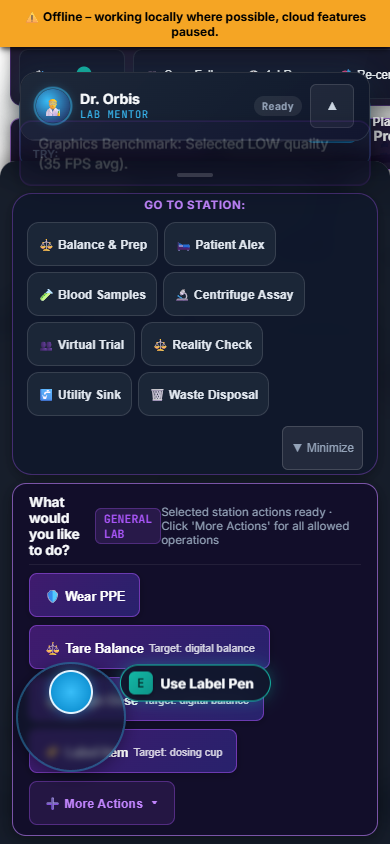 Offline – working locally where possible, cloud features
paused.
Re-cen
Dr. Orbis
LAB MENTOR
Ready
▲
Graphics Benchmark: Selected LOW quality
(35 FPS avg).
TRY:
GO TO STATION:
Balance & Prep
Patient Alex
Blood Samples
Centrifuge Assay
Virtual Trial
Reality Check
Utility Sink
Waste Disposal
▼ Minimize
What
would
you like
to do?
GENERAL
LAB
Selected station actions ready ·
Click 'More Actions' for all allowed
operations
Wear PPE
Tare Balance Target: digital balance
E Use Label Pen
Target: digital balance
Target: dosing cup
More Actions